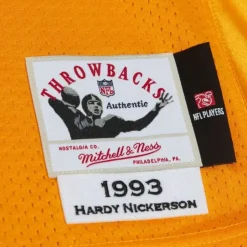 THROWBACKS
NFL
Authentic
NOSTALGIA CO.
Mitchell & Ness
PHILADELPHIA, PA.
NFL PLAYERS
1993
HARDY NICKERSON